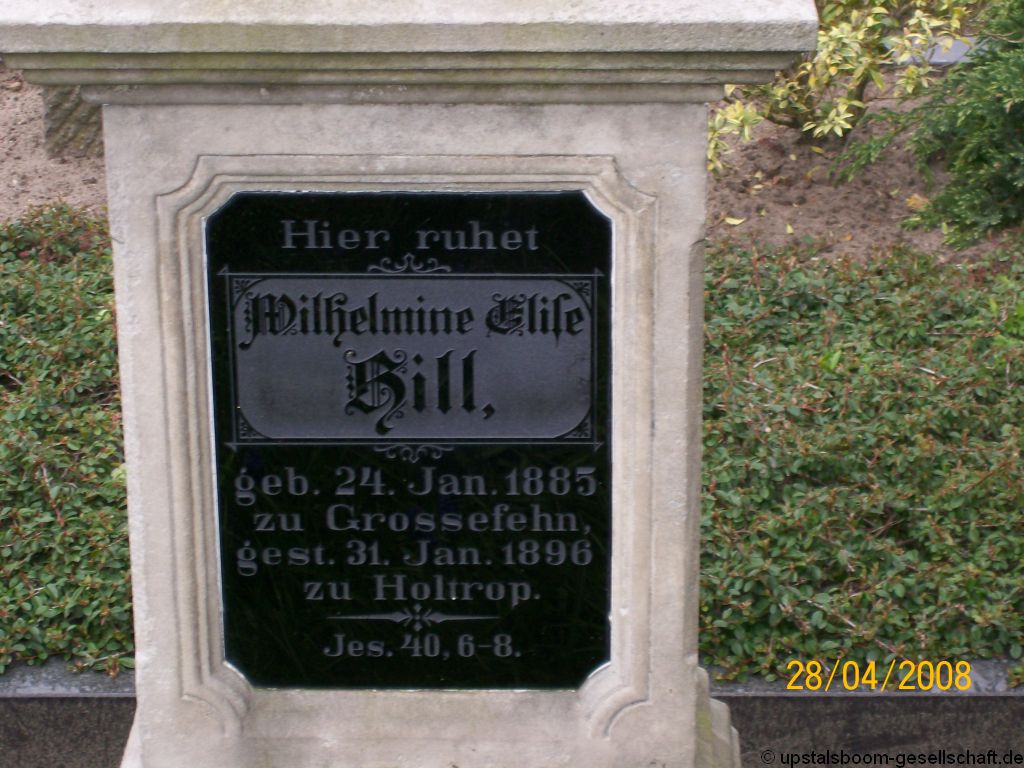 Hier ruhet
Wilhelmine Eliſe
Gill,
geb. 24. Jan. 1885
zu Grossefehn,
gest. 31. Jan. 1896
zu Holtrop.
Jes. 40, 6-8.
28/04/2008
© upstalsboom-gesellschaft.de